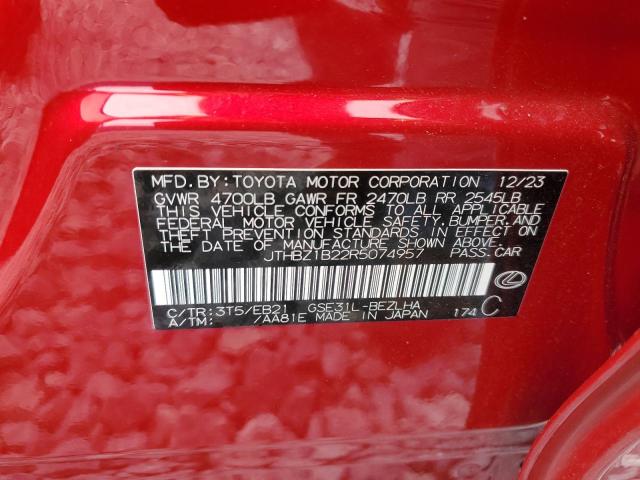 MFD.BY:TOYOTA MOTOR CORPORATION 12/23
GVWR 4700LB GAWR FR 2470LB RR 2545LB
THIS VEHICLE CONFORMS TO ALL APPLICABLE
FEDERAL MOTOR VEHICLE SAFETY,BUMPER,AND
THEFT PREVENTION STANDARDS IN EFFECT
ON THE DATE OF MANUFACTURE SHOWN ABOVE.
JTHBZ1B22R5074957 PASS.CAR
C/TR:3T5/EB21 GSE31L-BEZLHA
A/TM: /AA81E MADE IN JAPAN 174 C